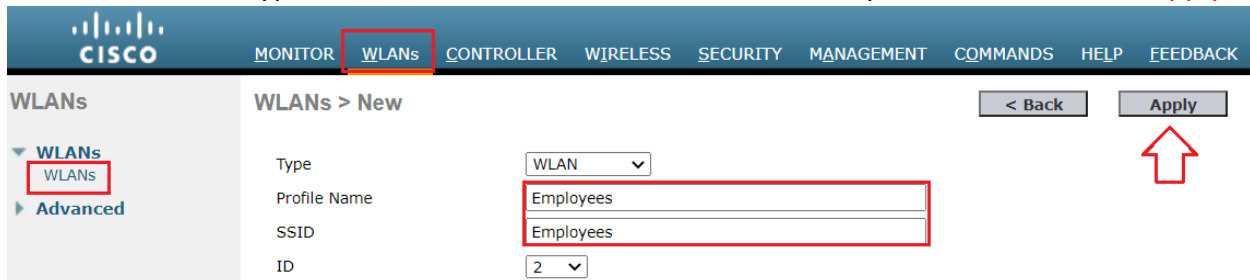 CISCO
MONITOR WLANs CONTROLLER WIRELESS SECURITY MANAGEMENT COMMANDS HELP FEEDBACK
WLANs
WLANs > New
< Back
Apply
WLANs
WLANs
Advanced
Type WLAN
Profile Name Employees
SSID Employees
ID 2